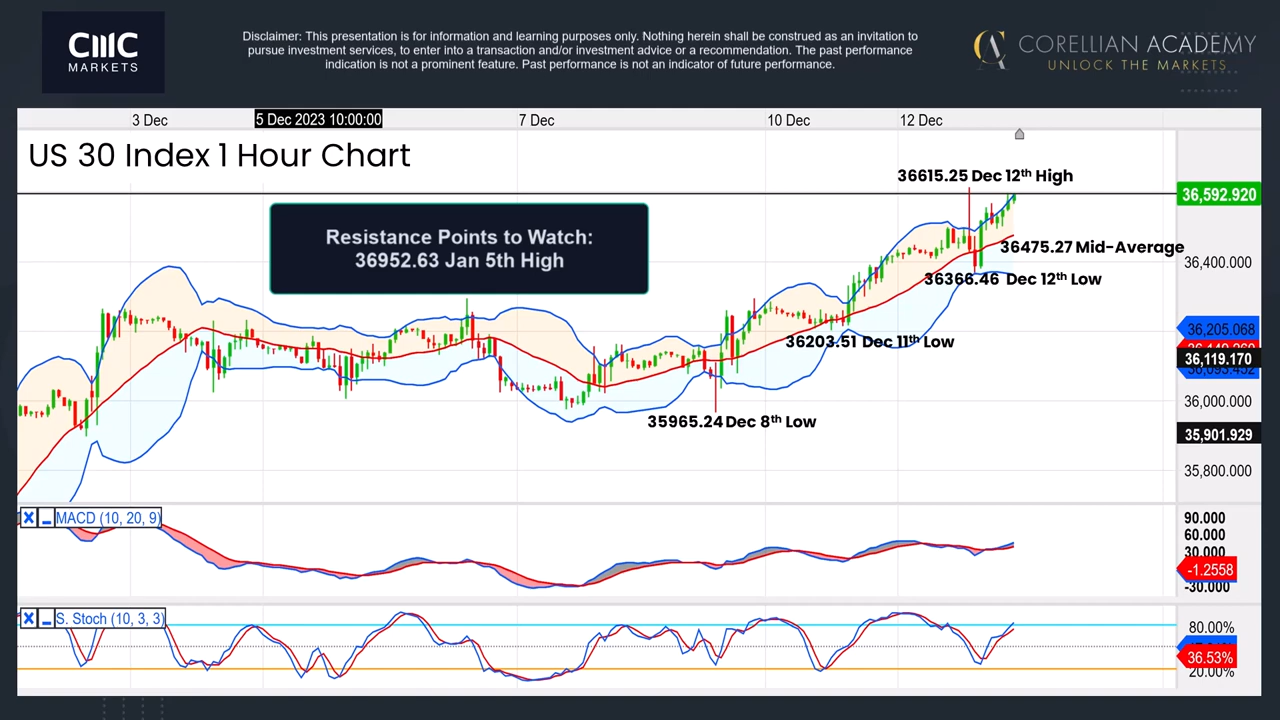 CMC
MARKETS
Disclaimer: This presentation is for information and learning purposes only. Nothing herein shall be construed as an invitation to
pursue investment services, to enter into a transaction and/or investment advice or a recommendation. The past performance
indication is not a prominent feature. Past performance is not an indicator of future performance.
CORELLIAN ACADEMY
UNLOCK THE MARKETS
3 Dec
5 Dec 2023 10:00:00
7 Dec
10 Dec
12 Dec
US 30 Index 1 Hour Chart
36615.25 Dec 12th High
36,592.920
Resistance Points to Watch:
36952.63 Jan 5th High
36475.27 Mid-Average
36,400.000
36366.46 Dec 12th Low
36,205.068
36203.51 Dec 11th Low
36,119.170
36,000.000
35965.24 Dec 8th Low
35,901.929
35,800.000
MACD (10, 20, 9)
90.000
60.000
30.000
-1.2558
-30.000
S. Stoch (10, 3, 3)
80.00%
36.53%
20.00%